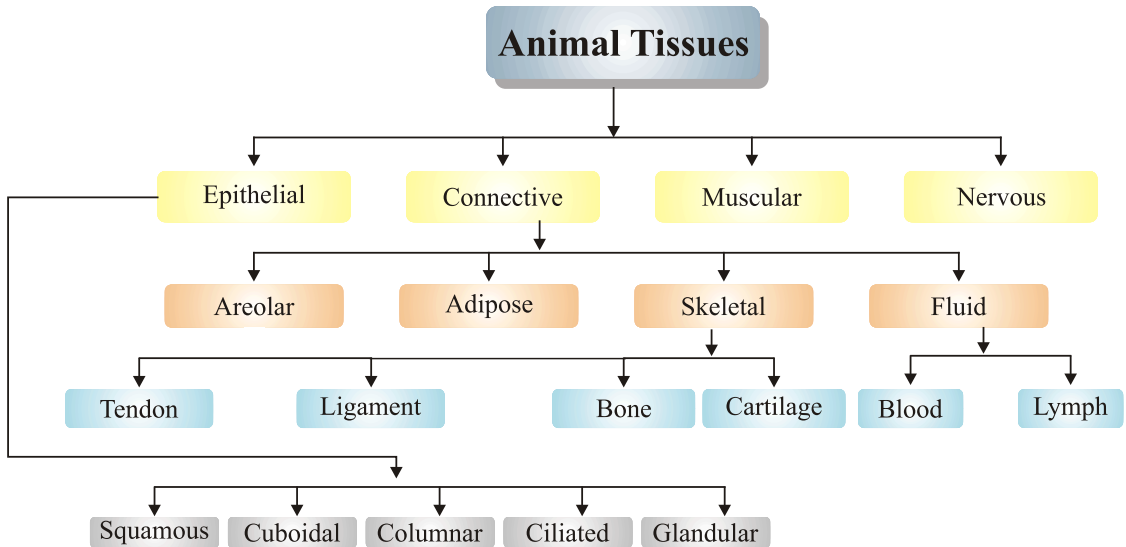 Animal Tissues
Epithelial
Connective
Muscular
Nervous
Areolar
Adipose
Skeletal
Fluid
Tendon
Ligament
Bone
Cartilage
Blood
Lymph
Squamous
Cuboidal
Columnar
Ciliated
Glandular